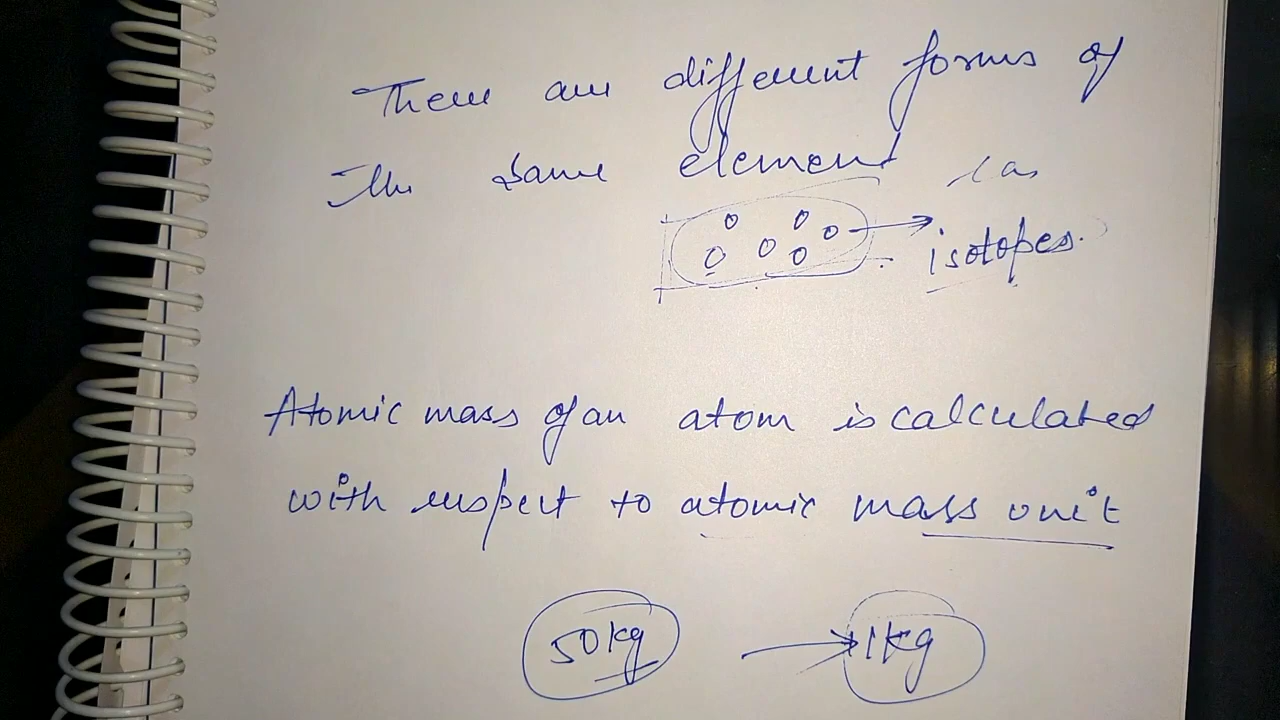 There are different forms of
the same element as
isotopes.
Atomic mass of an atom is calculated
with respect to atomic mass unit
50kg 1kg